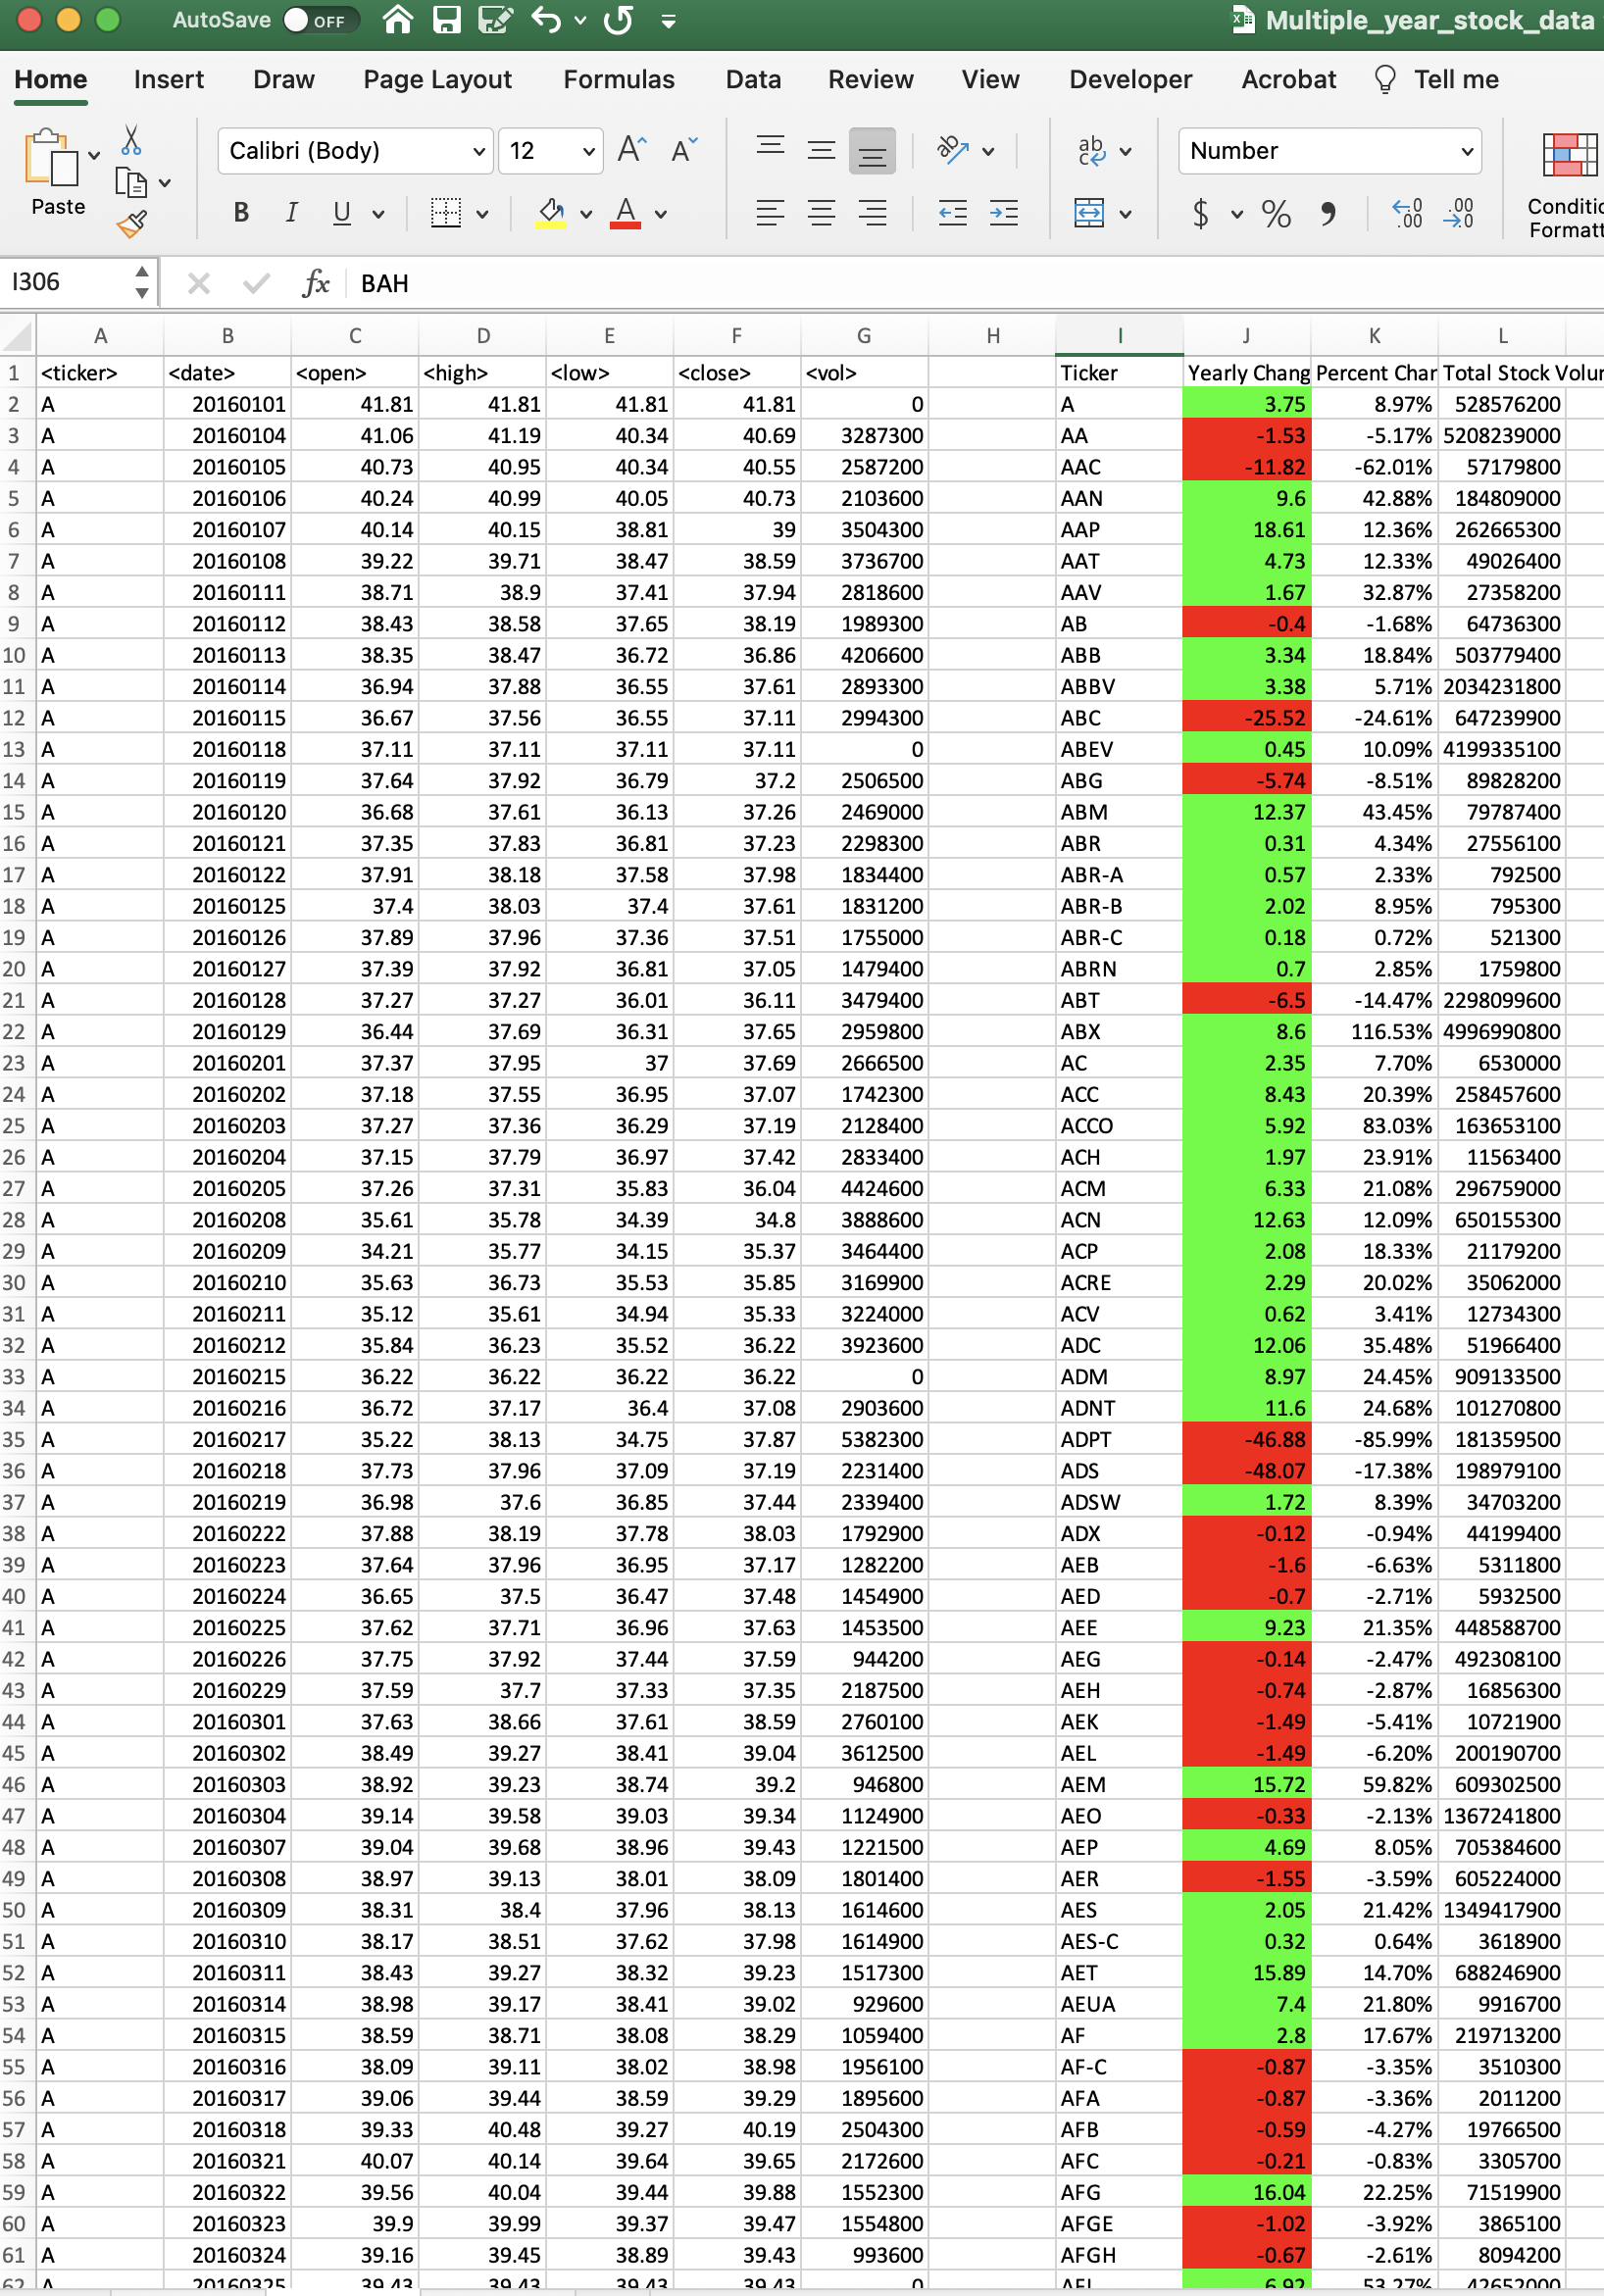 AutoSave OFF Multiple_year_stock_data
Home Insert Draw Page Layout Formulas Data Review View Developer Acrobat Tell me
Calibri (Body) 12 A A ab ab c Number
Paste B I U A $ % .00 .00 Conditic
Formatt
I306 fx BAH
A B C D E F G H I J K L
1 <ticker> <date> <open> <high> <low> <close> <vol> Ticker Yearly Chang Percent Char Total Stock Volur
2 A 20160101 41.81 41.81 41.81 41.81 0 A 3.75 8.97% 528576200
3 A 20160104 41.06 41.19 40.34 40.69 3287300 AA -1.53 -5.17% 5208239000
4 A 20160105 40.73 40.95 40.34 40.55 2587200 AAC -11.82 -62.01% 57179800
5 A 20160106 40.24 40.99 40.05 40.73 2103600 AAN 9.6 42.88% 184809000
6 A 20160107 40.14 40.15 38.81 39 3504300 AAP 18.61 12.36% 262665300
7 A 20160108 39.22 39.71 38.47 38.59 3736700 AAT 4.73 12.33% 49026400
8 A 20160111 38.71 38.9 37.41 37.94 2818600 AAV 1.67 32.87% 27358200
9 A 20160112 38.43 38.58 37.65 38.19 1989300 AB -0.4 -1.68% 64736300
10 A 20160113 38.35 38.47 36.72 36.86 4206600 ABB 3.34 18.84% 503779400
11 A 20160114 36.94 37.88 36.55 37.61 2893300 ABBV 3.38 5.71% 2034231800
12 A 20160115 36.67 37.56 36.55 37.11 2994300 ABC -25.52 -24.61% 647239900
13 A 20160118 37.11 37.11 37.11 37.11 0 ABEV 0.45 10.09% 4199335100
14 A 20160119 37.64 37.92 36.79 37.2 2506500 ABG -5.74 -8.51% 89828200
15 A 20160120 36.68 37.61 36.13 37.26 2469000 ABM 12.37 43.45% 79787400
16 A 20160121 37.35 37.83 36.81 37.23 2298300 ABR 0.31 4.34% 27556100
17 A 20160122 37.91 38.18 37.58 37.98 1834400 ABR-A 0.57 2.33% 792500
18 A 20160125 37.4 38.03 37.4 37.61 1831200 ABR-B 2.02 8.95% 795300
19 A 20160126 37.89 37.96 37.36 37.51 1755000 ABR-C 0.18 0.72% 521300
20 A 20160127 37.39 37.92 36.81 37.05 1479400 ABRN 0.7 2.85% 1759800
21 A 20160128 37.27 37.27 36.01 36.11 3479400 ABT -6.5 -14.47% 2298099600
22 A 20160129 36.44 37.69 36.31 37.65 2959800 ABX 8.6 116.53% 4996990800
23 A 20160201 37.37 37.95 37 37.69 2666500 AC 2.35 7.70% 6530000
24 A 20160202 37.18 37.55 36.95 37.07 1742300 ACC 8.43 20.39% 258457600
25 A 20160203 37.27 37.36 36.29 37.19 2128400 ACCO 5.92 83.03% 163653100
26 A 20160204 37.15 37.79 36.97 37.42 2833400 ACH 1.97 23.91% 11563400
27 A 20160205 37.26 37.31 35.83 36.04 4424600 ACM 6.33 21.08% 296759000
28 A 20160208 35.61 35.78 34.39 34.8 3888600 ACN 12.63 12.09% 650155300
29 A 20160209 34.21 35.77 34.15 35.37 3464400 ACP 2.08 18.33% 21179200
30 A 20160210 35.63 36.73 35.53 35.85 3169900 ACRE 2.29 20.02% 35062000
31 A 20160211 35.12 35.61 34.94 35.33 3224000 ACV 0.62 3.41% 12734300
32 A 20160212 35.84 36.23 35.52 36.22 3923600 ADC 12.06 35.48% 51966400
33 A 20160215 36.22 36.22 36.22 36.22 0 ADM 8.97 24.45% 909133500
34 A 20160216 36.72 37.17 36.4 37.08 2903600 ADNT 11.6 24.68% 101270800
35 A 20160217 35.22 38.13 34.75 37.87 5382300 ADPT -46.88 -85.99% 181359500
36 A 20160218 37.73 37.96 37.09 37.19 2231400 ADS -48.07 -17.38% 198979100
37 A 20160219 36.98 37.6 36.85 37.44 2339400 ADSW 1.72 8.39% 34703200
38 A 20160222 37.88 38.19 37.78 38.03 1792900 ADX -0.12 -0.94% 44199400
39 A 20160223 37.64 37.96 36.95 37.17 1282200 AEB -1.6 -6.63% 5311800
40 A 20160224 36.65 37.5 36.47 37.48 1454900 AED -0.7 -2.71% 5932500
41 A 20160225 37.62 37.71 36.96 37.63 1453500 AEE 9.23 21.35% 448588700
42 A 20160226 37.75 37.92 37.44 37.59 944200 AEG -0.14 -2.47% 492308100
43 A 20160229 37.59 37.7 37.33 37.35 2187500 AEH -0.74 -2.87% 16856300
44 A 20160301 37.63 38.66 37.61 38.59 2760100 AEK -1.49 -5.41% 10721900
45 A 20160302 38.49 39.27 38.41 39.04 3612500 AEL -1.49 -6.20% 200190700
46 A 20160303 38.92 39.23 38.74 39.2 946800 AEM 15.72 59.82% 609302500
47 A 20160304 39.14 39.58 39.03 39.34 1124900 AEO -0.33 -2.13% 1367241800
48 A 20160307 39.04 39.68 38.96 39.43 1221500 AEP 4.69 8.05% 705384600
49 A 20160308 38.97 39.13 38.01 38.09 1801400 AER -1.55 -3.59% 605224000
50 A 20160309 38.31 38.4 37.96 38.13 1614600 AES 2.05 21.42% 1349417900
51 A 20160310 38.17 38.51 37.62 37.98 1614900 AES-C 0.32 0.64% 3618900
52 A 20160311 38.43 39.27 38.32 39.23 1517300 AET 15.89 14.70% 688246900
53 A 20160314 38.98 39.17 38.41 39.02 929600 AEUA 7.4 21.80% 9916700
54 A 20160315 38.59 38.71 38.08 38.29 1059400 AF 2.8 17.67% 219713200
55 A 20160316 38.09 39.11 38.02 38.98 1956100 AF-C -0.87 -3.35% 3510300
56 A 20160317 39.06 39.44 38.59 39.29 1895600 AFA -0.87 -3.36% 2011200
57 A 20160318 39.33 40.48 39.27 40.19 2504300 AFB -0.59 -4.27% 19766500
58 A 20160321 40.07 40.14 39.64 39.65 2172600 AFC -0.21 -0.83% 3305700
59 A 20160322 39.56 40.04 39.44 39.88 1552300 AFG 16.04 22.25% 71519900
60 A 20160323 39.9 39.99 39.37 39.47 1554800 AFGE -1.02 -3.92% 3865100
61 A 20160324 39.16 39.45 38.89 39.43 993600 AFGH -0.67 -2.61% 8094200
62 A 20160325 39.43 39.43 39.43 39.43 0 6.92 53.27% 42652000